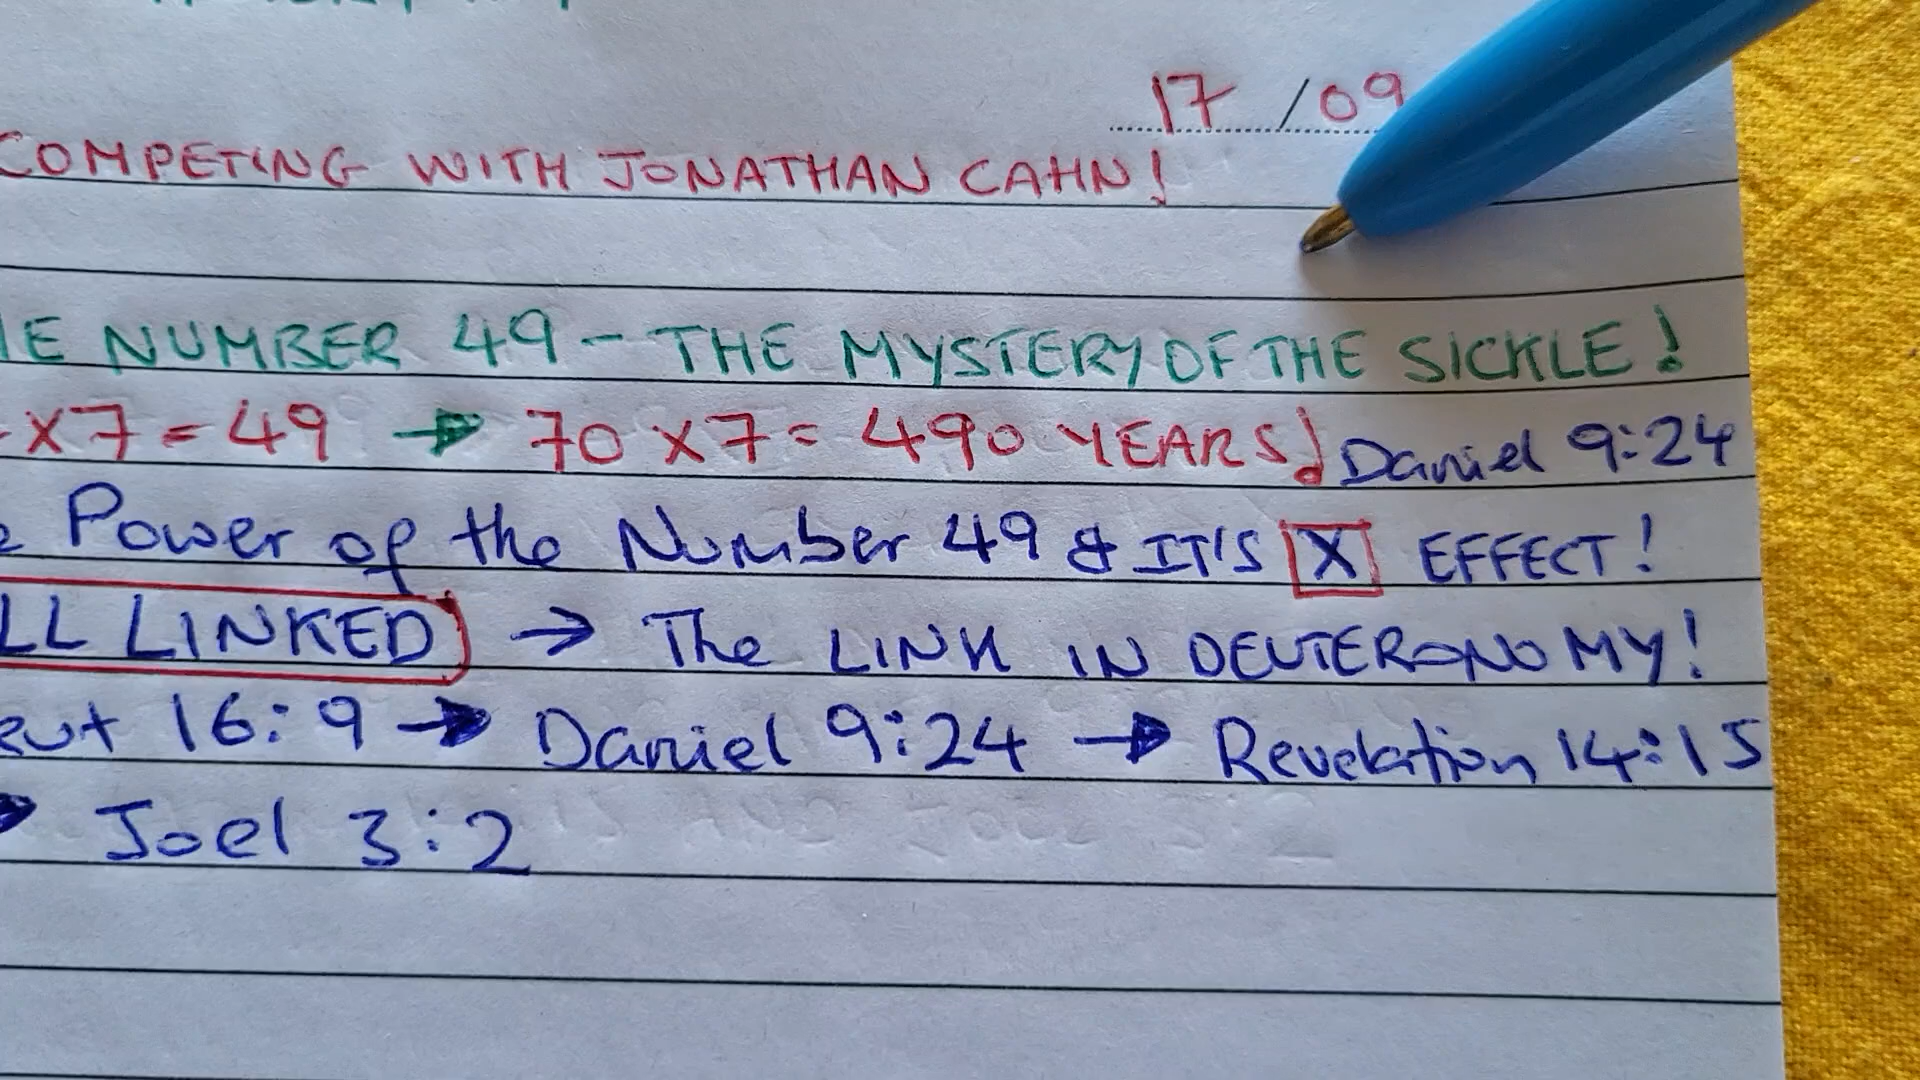 17 /09
COMPETING WITH JONATHAN CAHN!
NUMBER 49 - THE MYSTERY OF THE SICKLE!
x7 = 49 → 70 x 7 = 490 YEARS! Daniel 9:24
Power of the Number 49 & IT'S X EFFECT!
LINKED → The LINK IN DEUTERONOMY!
16:9 → Daniel 9:24 → Revelation 14:15
Joel 3:2